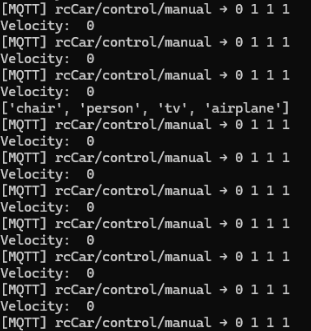 [MQTT] rcCar/control/manual → 0 1 1 1
Velocity:  0
[MQTT] rcCar/control/manual → 0 1 1 1
Velocity:  0
[MQTT] rcCar/control/manual → 0 1 1 1
Velocity:  0
['chair', 'person', 'tv', 'airplane']
[MQTT] rcCar/control/manual → 0 1 1 1
Velocity:  0
[MQTT] rcCar/control/manual → 0 1 1 1
Velocity:  0
[MQTT] rcCar/control/manual → 0 1 1 1
Velocity:  0
[MQTT] rcCar/control/manual → 0 1 1 1
Velocity:  0
[MQTT] rcCar/control/manual → 0 1 1 1
Velocity:  0
[MQTT] rcCar/control/manual → 0 1 1 1
Velocity:  0
[MQTT] rcCar/control/manual → 0 1 1 1